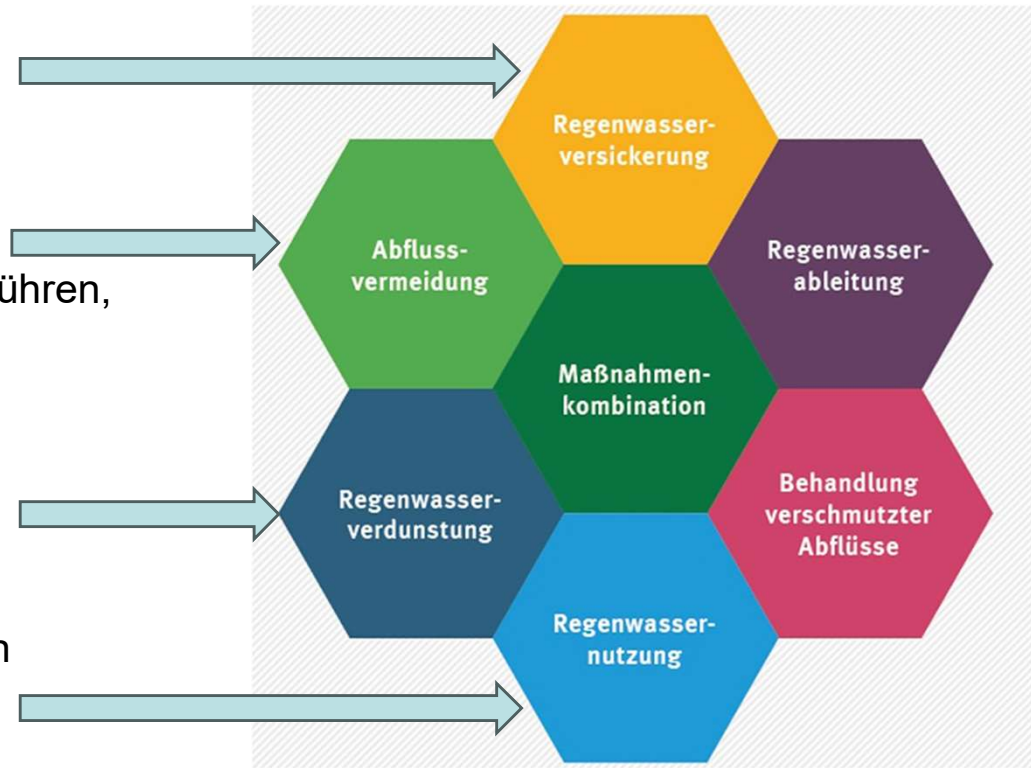 Regenwasser-
versickerung
Abfluss-
vermeidung
Regenwasser-
ableitung
ühren,
Maßnahmen-
kombination
Regenwasser-
verdunstung
Behandlung
verschmutzter
Abflüsse
Regenwasser-
nutzung